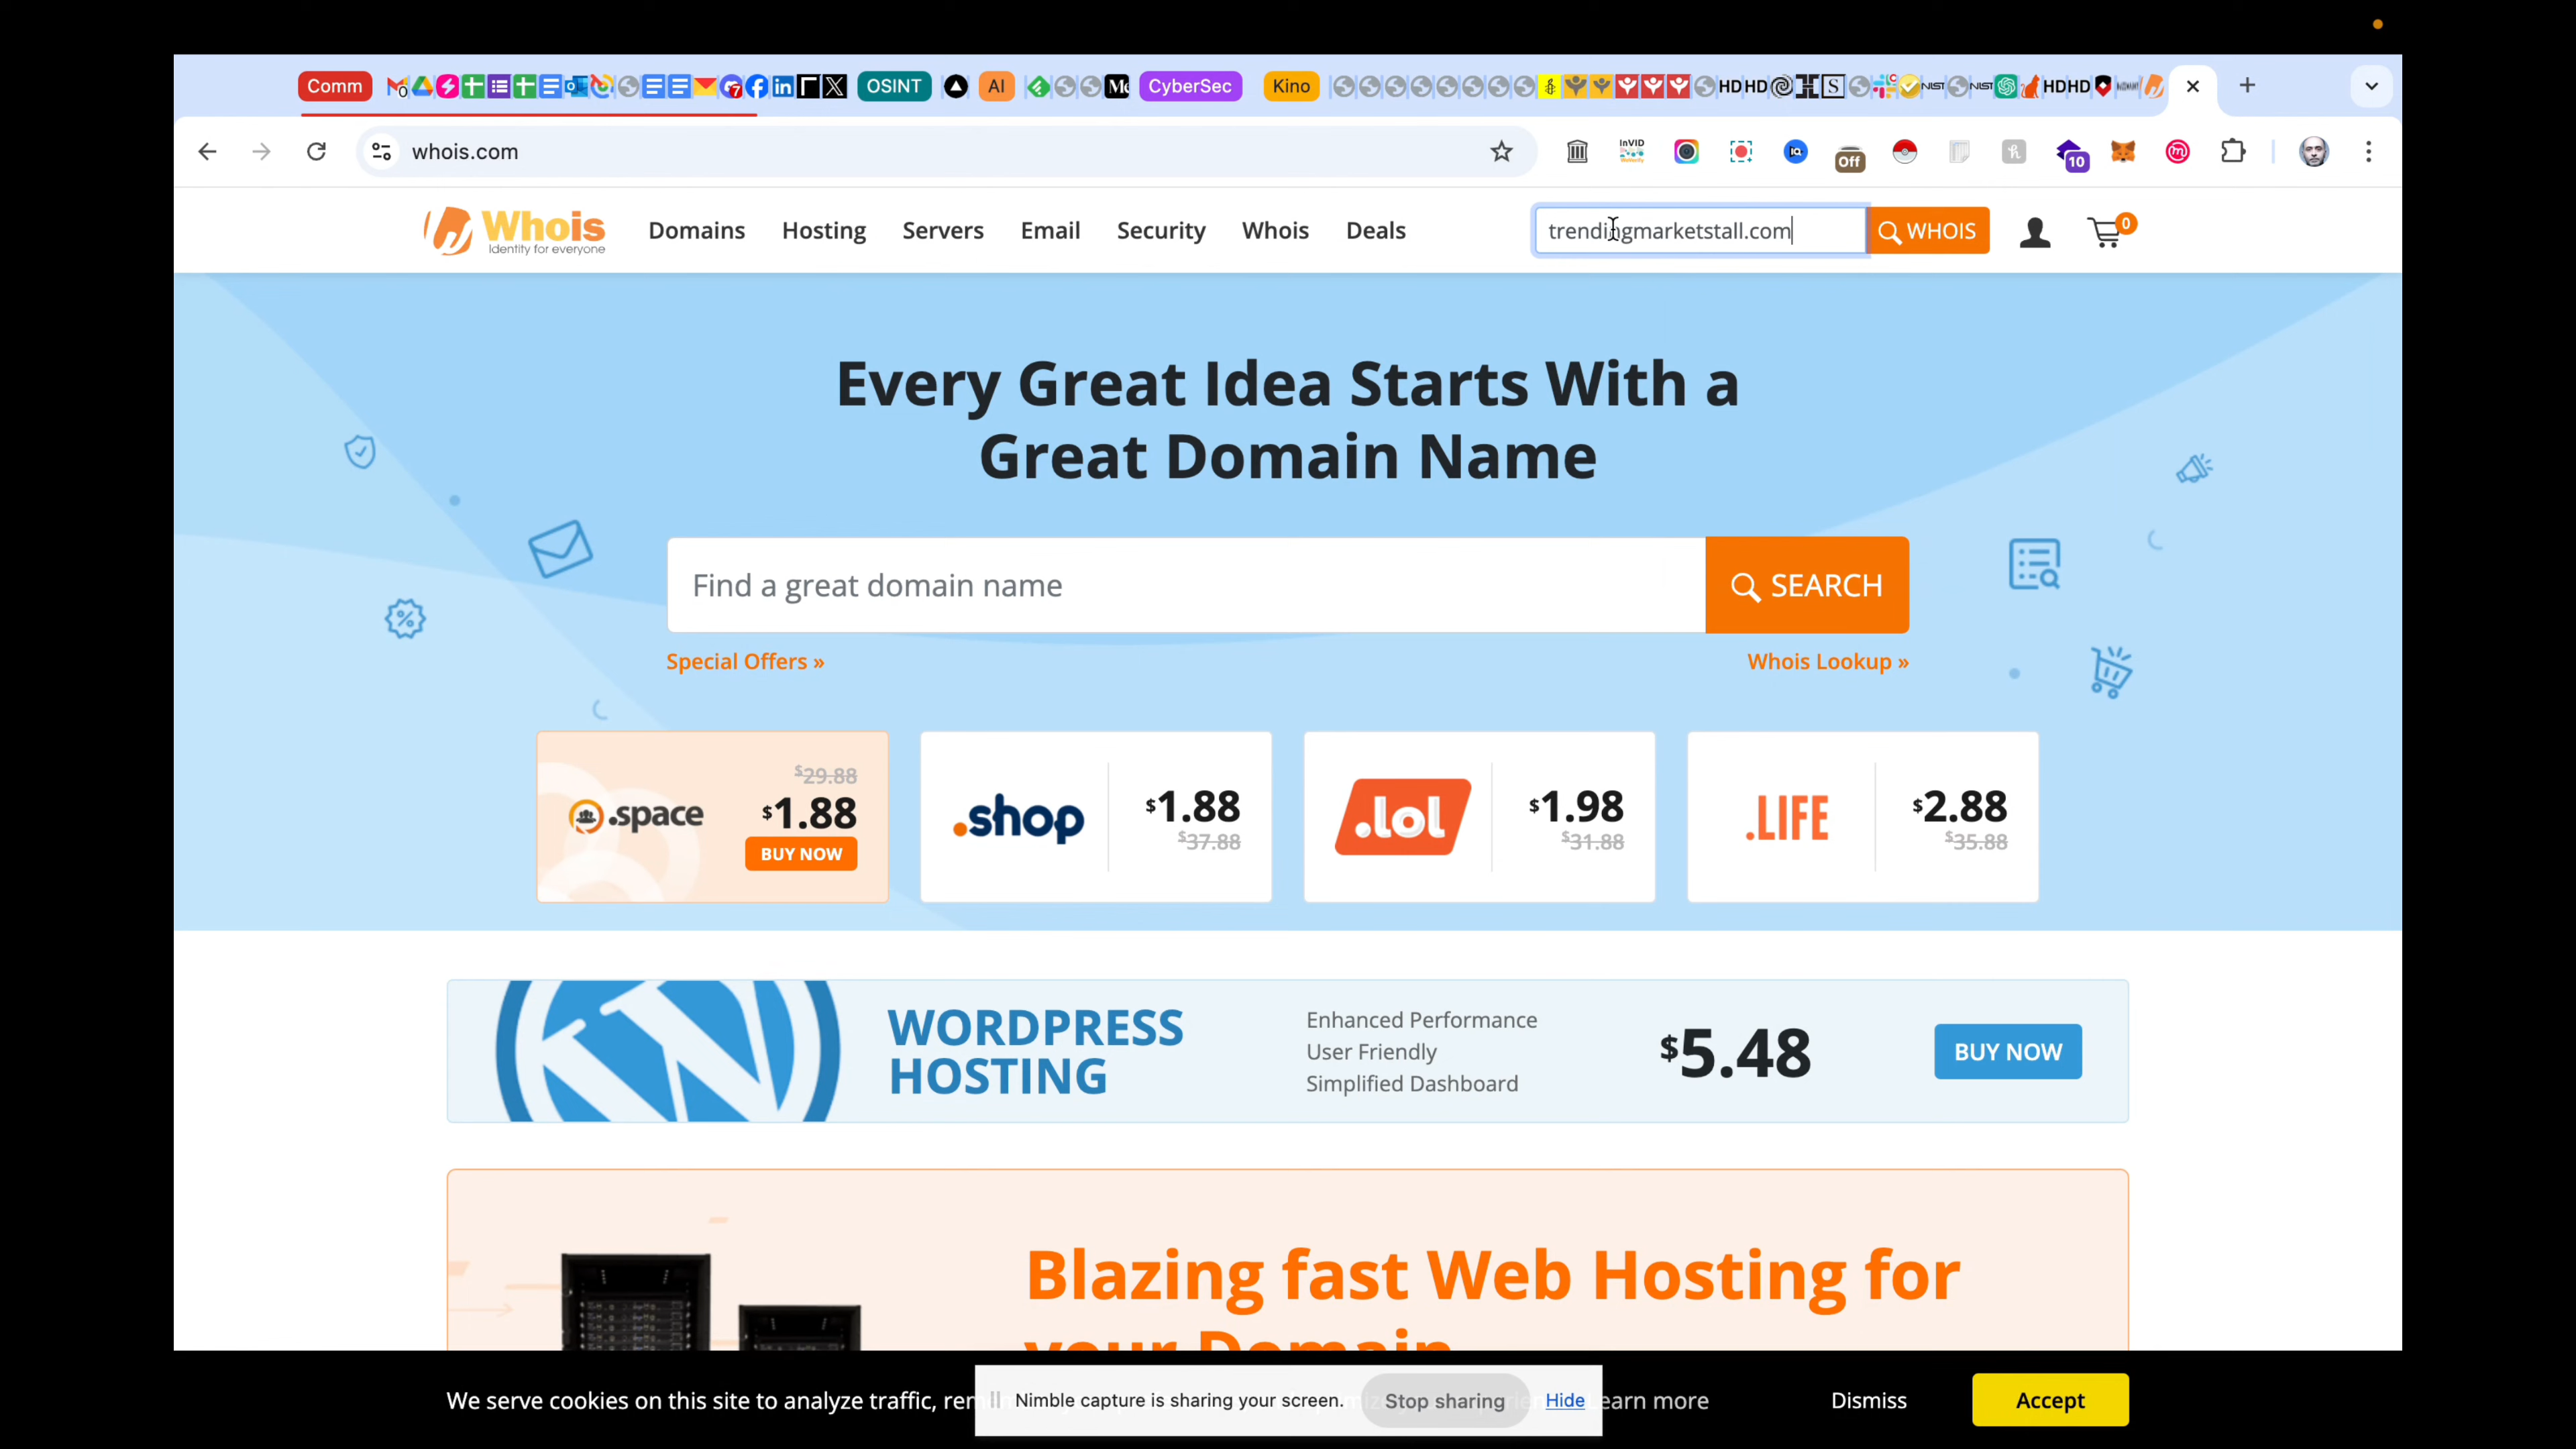 Comm
OSINT
AI
CyberSec
Kino
HD HD
NIST
NIST
HD HD
whois.com
InVID
Off
10
Whois
Identity for everyone
Domains
Hosting
Servers
Email
Security
Whois
Deals
trendingmarketstall.com
WHOIS
0
Every Great Idea Starts With a
Great Domain Name
Find a great domain name
SEARCH
Special Offers »
Whois Lookup »
.space
$29.88
$1.88
BUY NOW
.shop
$1.88
$37.88
.lol
$1.98
$31.88
.LIFE
$2.88
$35.88
WORDPRESS
HOSTING
Enhanced Performance
User Friendly
Simplified Dashboard
$5.48
BUY NOW
Blazing fast Web Hosting for
your Domain
We serve cookies on this site to analyze traffic,
Nimble capture is sharing your screen.
Stop sharing
Hide
Learn more
Dismiss
Accept